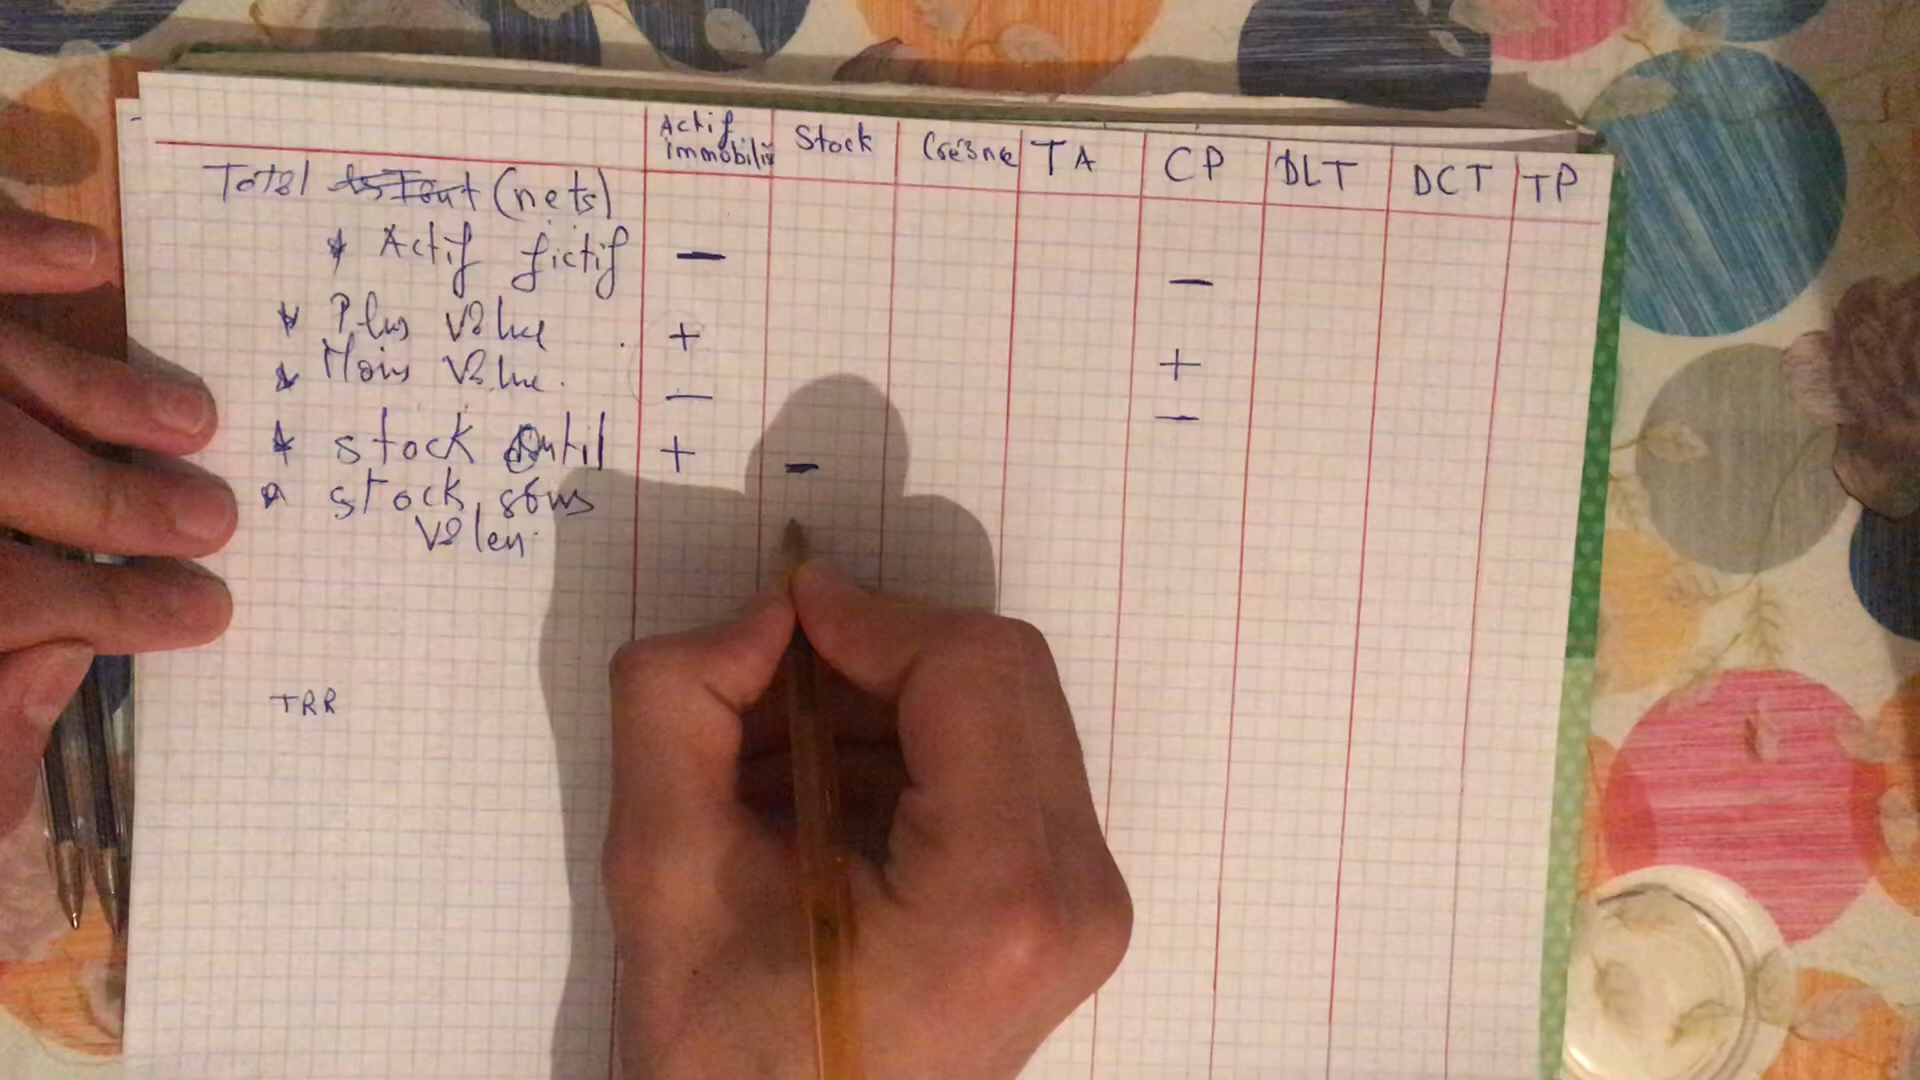 Actif immobilis Stock Créance TA CP DLT DCT TP
Total (nets)
* Actif fictif — —
* Plus value + +
* Moins value. — —
* stock outil + -
* stock sans
valeur
TRR